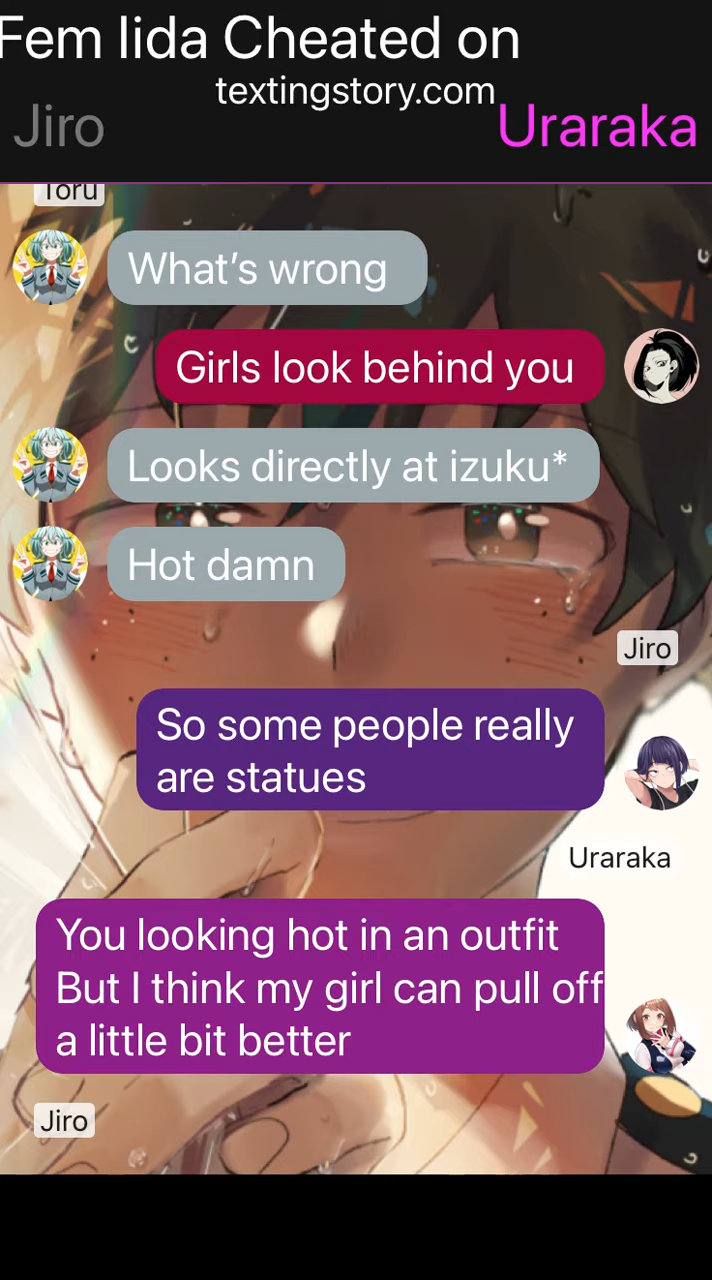 Fem Iida Cheated on
textingstory.com
Jiro
Uraraka
Toru
What’s wrong
Girls look behind you
Looks directly at izuku*
Hot damn
Jiro
So some people really
are statues
Uraraka
You looking hot in an outfit
But I think my girl can pull off
a little bit better
Jiro